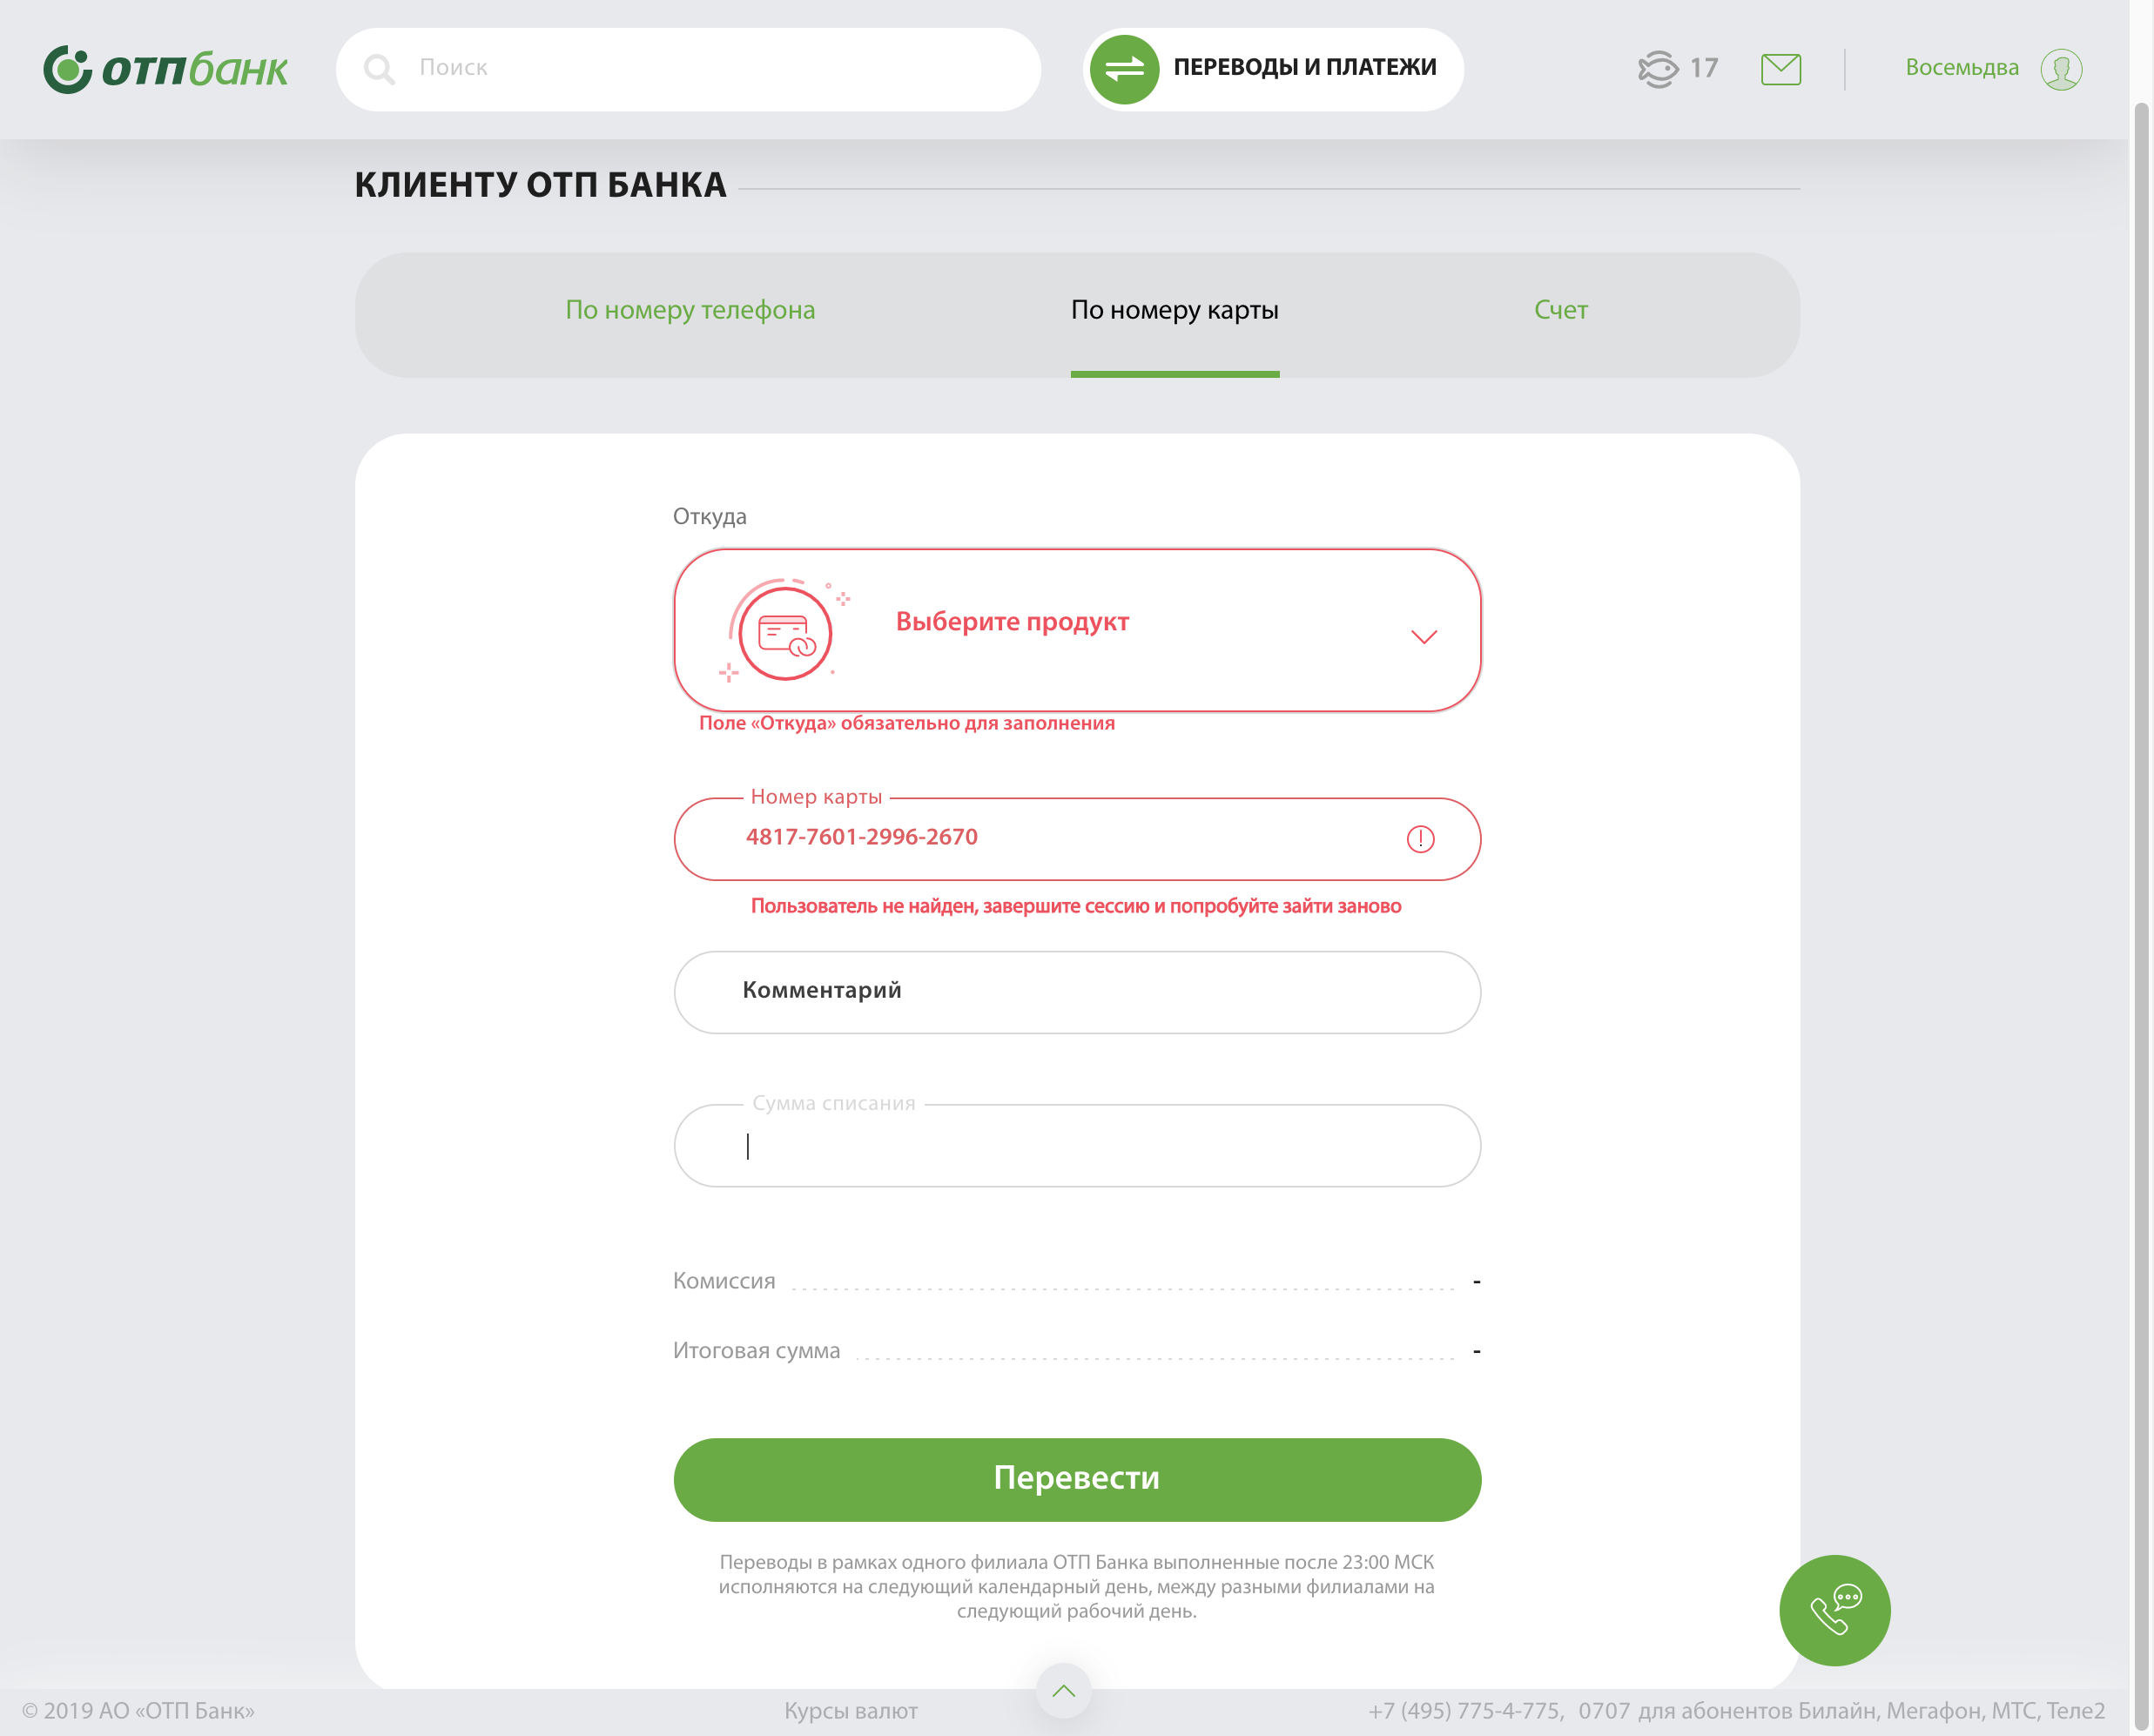 отпбанк
Поиск
ПЕРЕВОДЫ И ПЛАТЕЖИ
17
Восемьдва
КЛИЕНТУ ОТП БАНКА
По номеру телефона
По номеру карты
Счет
Откуда
Выберите продукт
Поле «Откуда» обязательно для заполнения
Номер карты
4817-7601-2996-2670
Пользователь не найден, завершите сессию и попробуйте зайти заново
Комментарий
Сумма списания
Комиссия -
Итоговая сумма -
Перевести
Переводы в рамках одного филиала ОТП Банка выполненные после 23:00 МСК
исполняются на следующий календарный день, между разными филиалами на
следующий рабочий день.
© 2019 АО «ОТП Банк»
Курсы валют
+7 (495) 775-4-775, 0707 для абонентов Билайн, Мегафон, МТС, Теле2